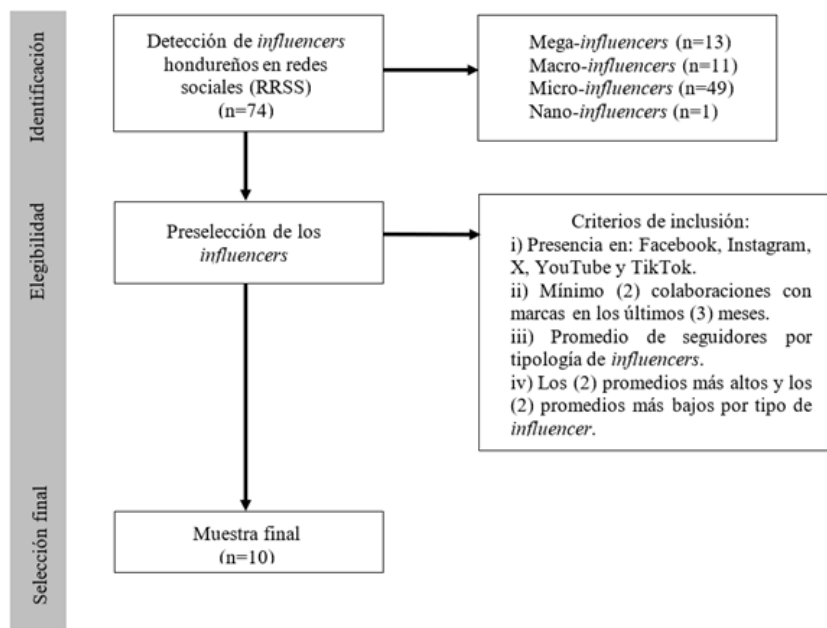 Identificación
Detección de influencers
hondureños en redes
sociales (RRSS)
(n=74)
Mega-influencers (n=13)
Macro-influencers (n=11)
Micro-influencers (n=49)
Nano-influencers (n=1)
Elegibilidad
Preselección de los
influencers
Criterios de inclusión:
i) Presencia en: Facebook, Instagram,
X, YouTube y TikTok.
ii) Mínimo (2) colaboraciones con
marcas en los últimos (3) meses.
iii) Promedio de seguidores por
tipología de influencers.
iv) Los (2) promedios más altos y los
(2) promedios más bajos por tipo de
influencer.
Selección final
Muestra final
(n=10)